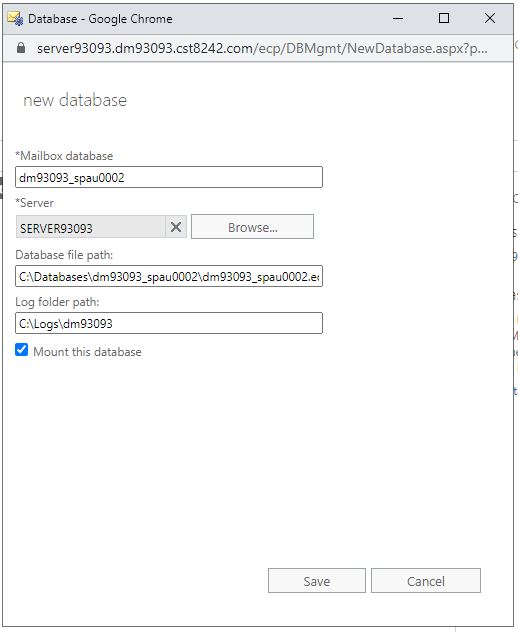 Database - Google Chrome
server93093.dm93093.cst8242.com/ecp/DBMgmt/NewDatabase.aspx?p...
new database
*Mailbox database
dm93093_spau0002
*Server
SERVER93093
Browse...
Database file path:
C:\Databases\dm93093_spau0002\dm93093_spau0002.ec
Log folder path:
C:\Logs\dm93093
Mount this database
Save
Cancel